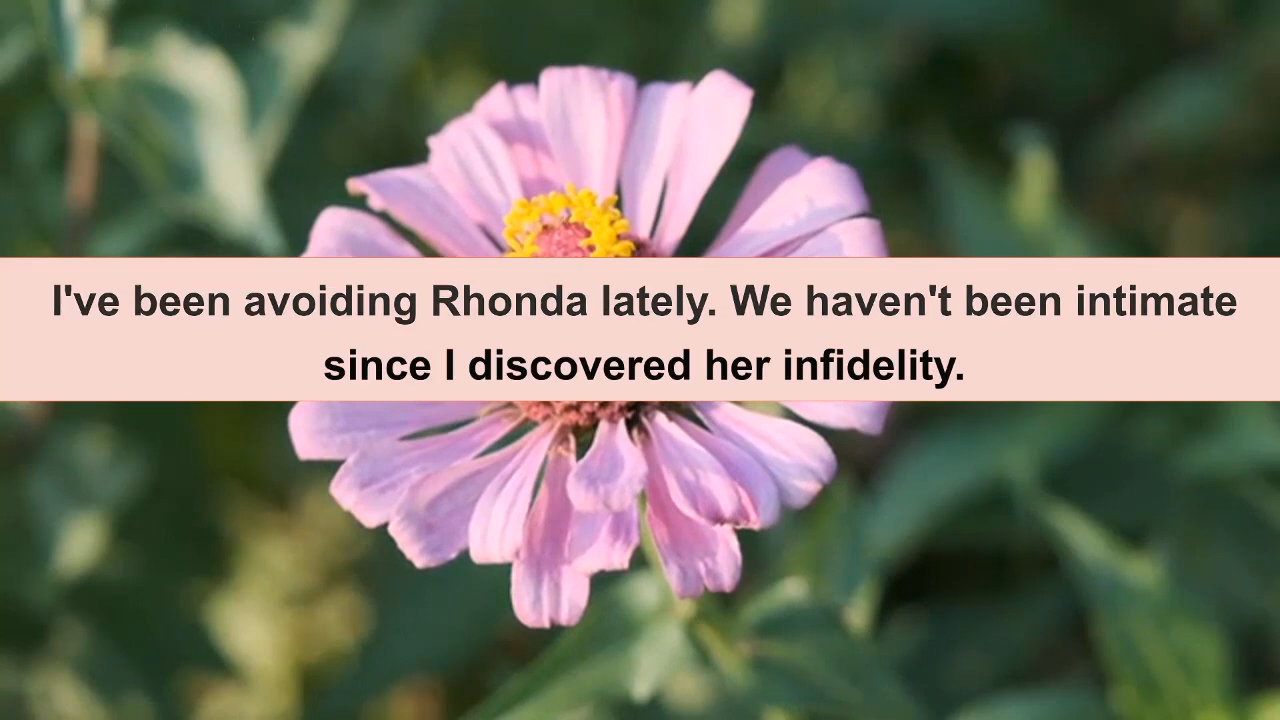 I've been avoiding Rhonda lately. We haven't been intimate
since I discovered her infidelity.